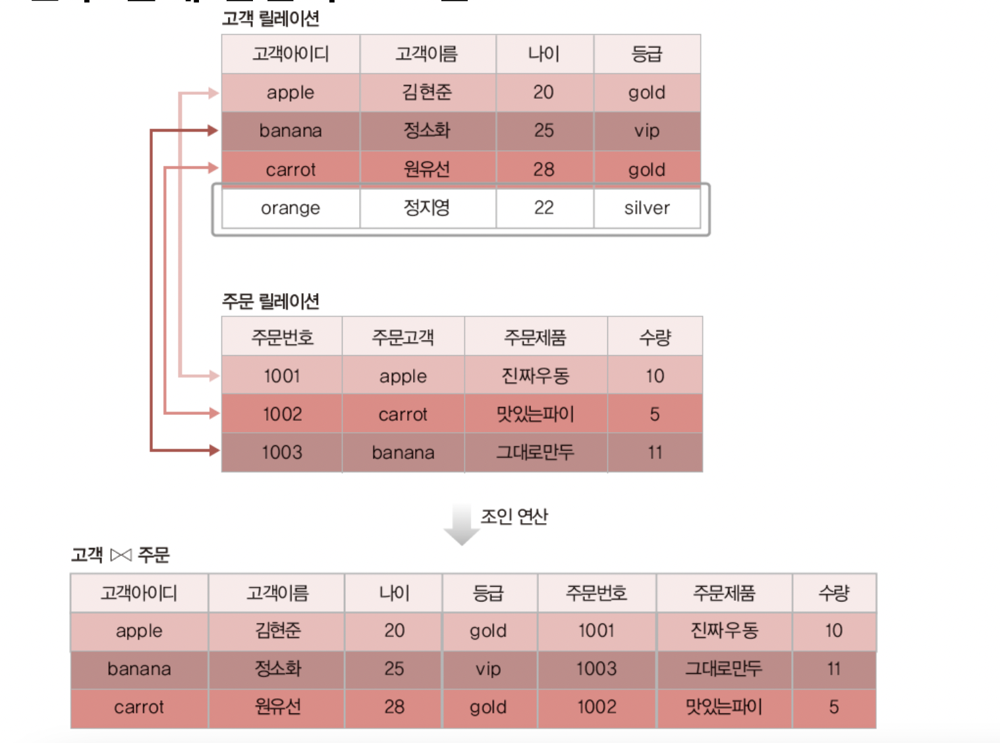 고객 릴레이션
고객아이디 고객이름 나이 등급
apple 김현준 20 gold
banana 정소화 25 vip
carrot 원유선 28 gold
orange 정지영 22 silver
주문 릴레이션
주문번호 주문고객 주문제품 수량
1001 apple 진짜우동 10
1002 carrot 맛있는파이 5
1003 banana 그대로만두 11
조인 연산
고객 ⋈ 주문
고객아이디 고객이름 나이 등급 주문번호 주문제품 수량
apple 김현준 20 gold 1001 진짜우동 10
banana 정소화 25 vip 1003 그대로만두 11
carrot 원유선 28 gold 1002 맛있는파이 5